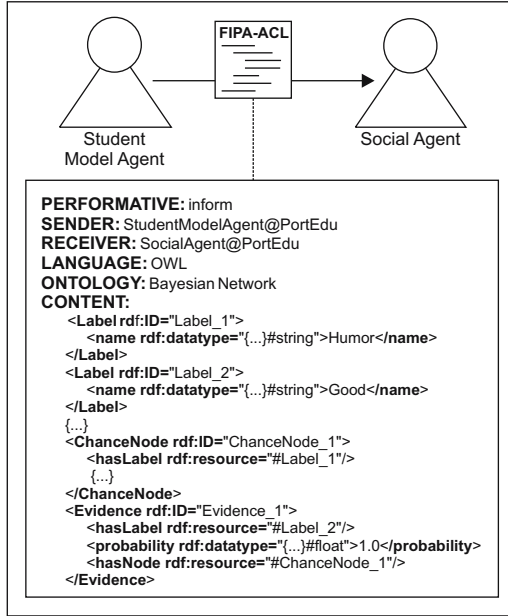 FIPA-ACL
Student
Model Agent
Social Agent
PERFORMATIVE: inform
SENDER: StudentModelAgent@PortEdu
RECEIVER: SocialAgent@PortEdu
LANGUAGE: OWL
ONTOLOGY: Bayesian Network
CONTENT:
<Label rdf:ID="Label_1">
<name rdf:datatype="{...}#string">Humor</name>
</Label>
<Label rdf:ID="Label_2">
<name rdf:datatype="{...}#string">Good</name>
</Label>
{...}
<ChanceNode rdf:ID="ChanceNode_1">
<hasLabel rdf:resource="#Label_1"/>
{...}
</ChanceNode>
<Evidence rdf:ID="Evidence_1">
<hasLabel rdf:resource="#Label_2"/>
<probability rdf:datatype="{...}#float">1.0</probability>
<hasNode rdf:resource="#ChanceNode_1"/>
</Evidence>